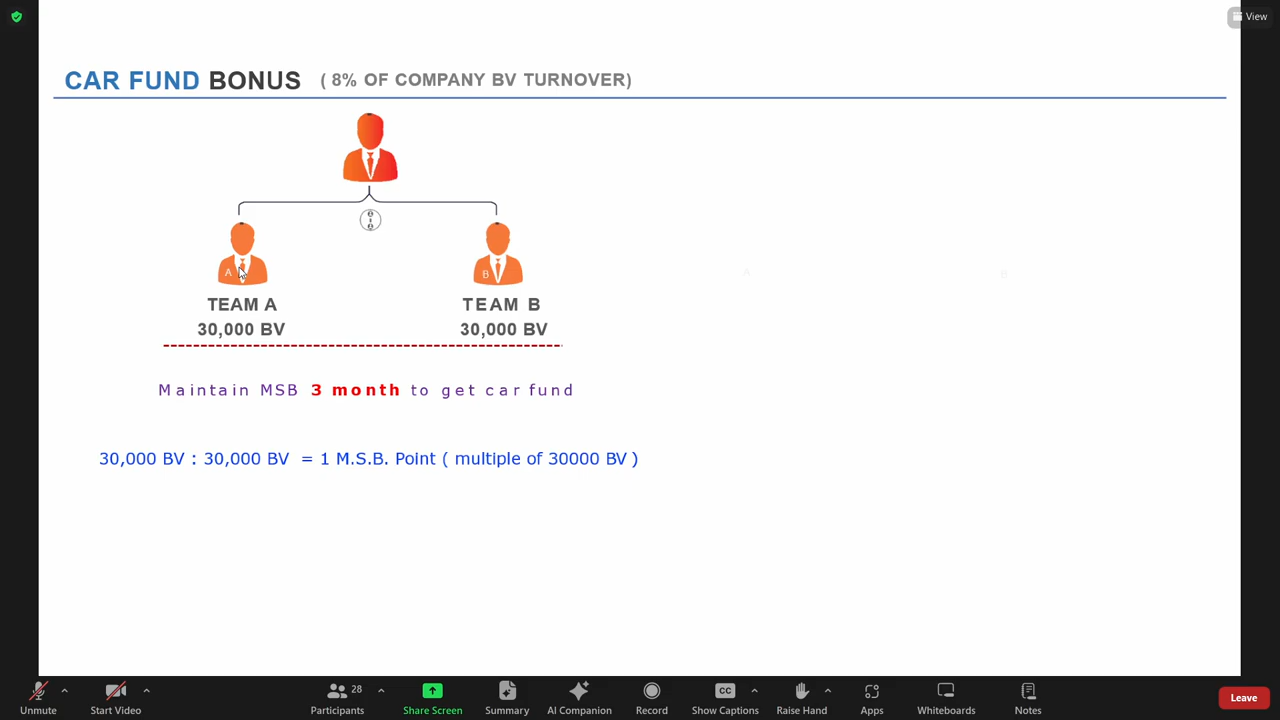 View
CAR FUND BONUS ( 8% OF COMPANY BV TURNOVER)
A
B
A
B
TEAM A
TEAM B
30,000 BV
30,000 BV
Maintain MSB 3 month to get car fund
30,000 BV : 30,000 BV = 1 M.S.B. Point ( multiple of 30000 BV )
28
CC
Unmute
Start Video
Participants
Share Screen
Summary
AI Companion
Record
Show Captions
Raise Hand
Apps
Whiteboards
Notes
Leave